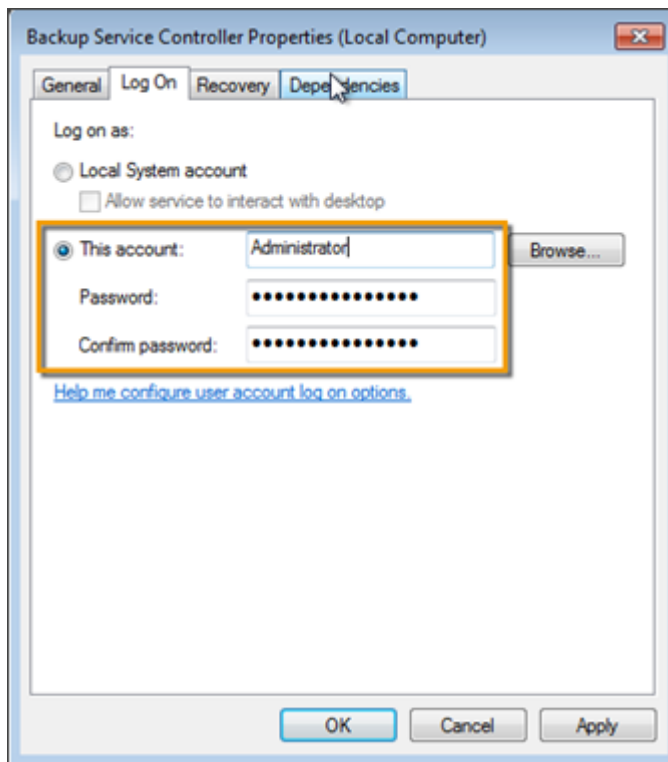 Backup Service Controller Properties (Local Computer)
General Log On Recovery Dependencies
Log on as:
Local System account
Allow service to interact with desktop
This account: Administrator Browse...
Password: •••••••••••••••
Confirm password: •••••••••••••••
Help me configure user account log on options.
OK Cancel Apply